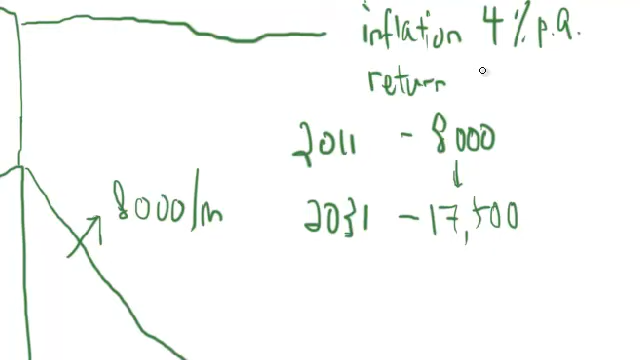 inflation 4% p.a.
return
2011 - 8000
8000/m
2031 - 17,500